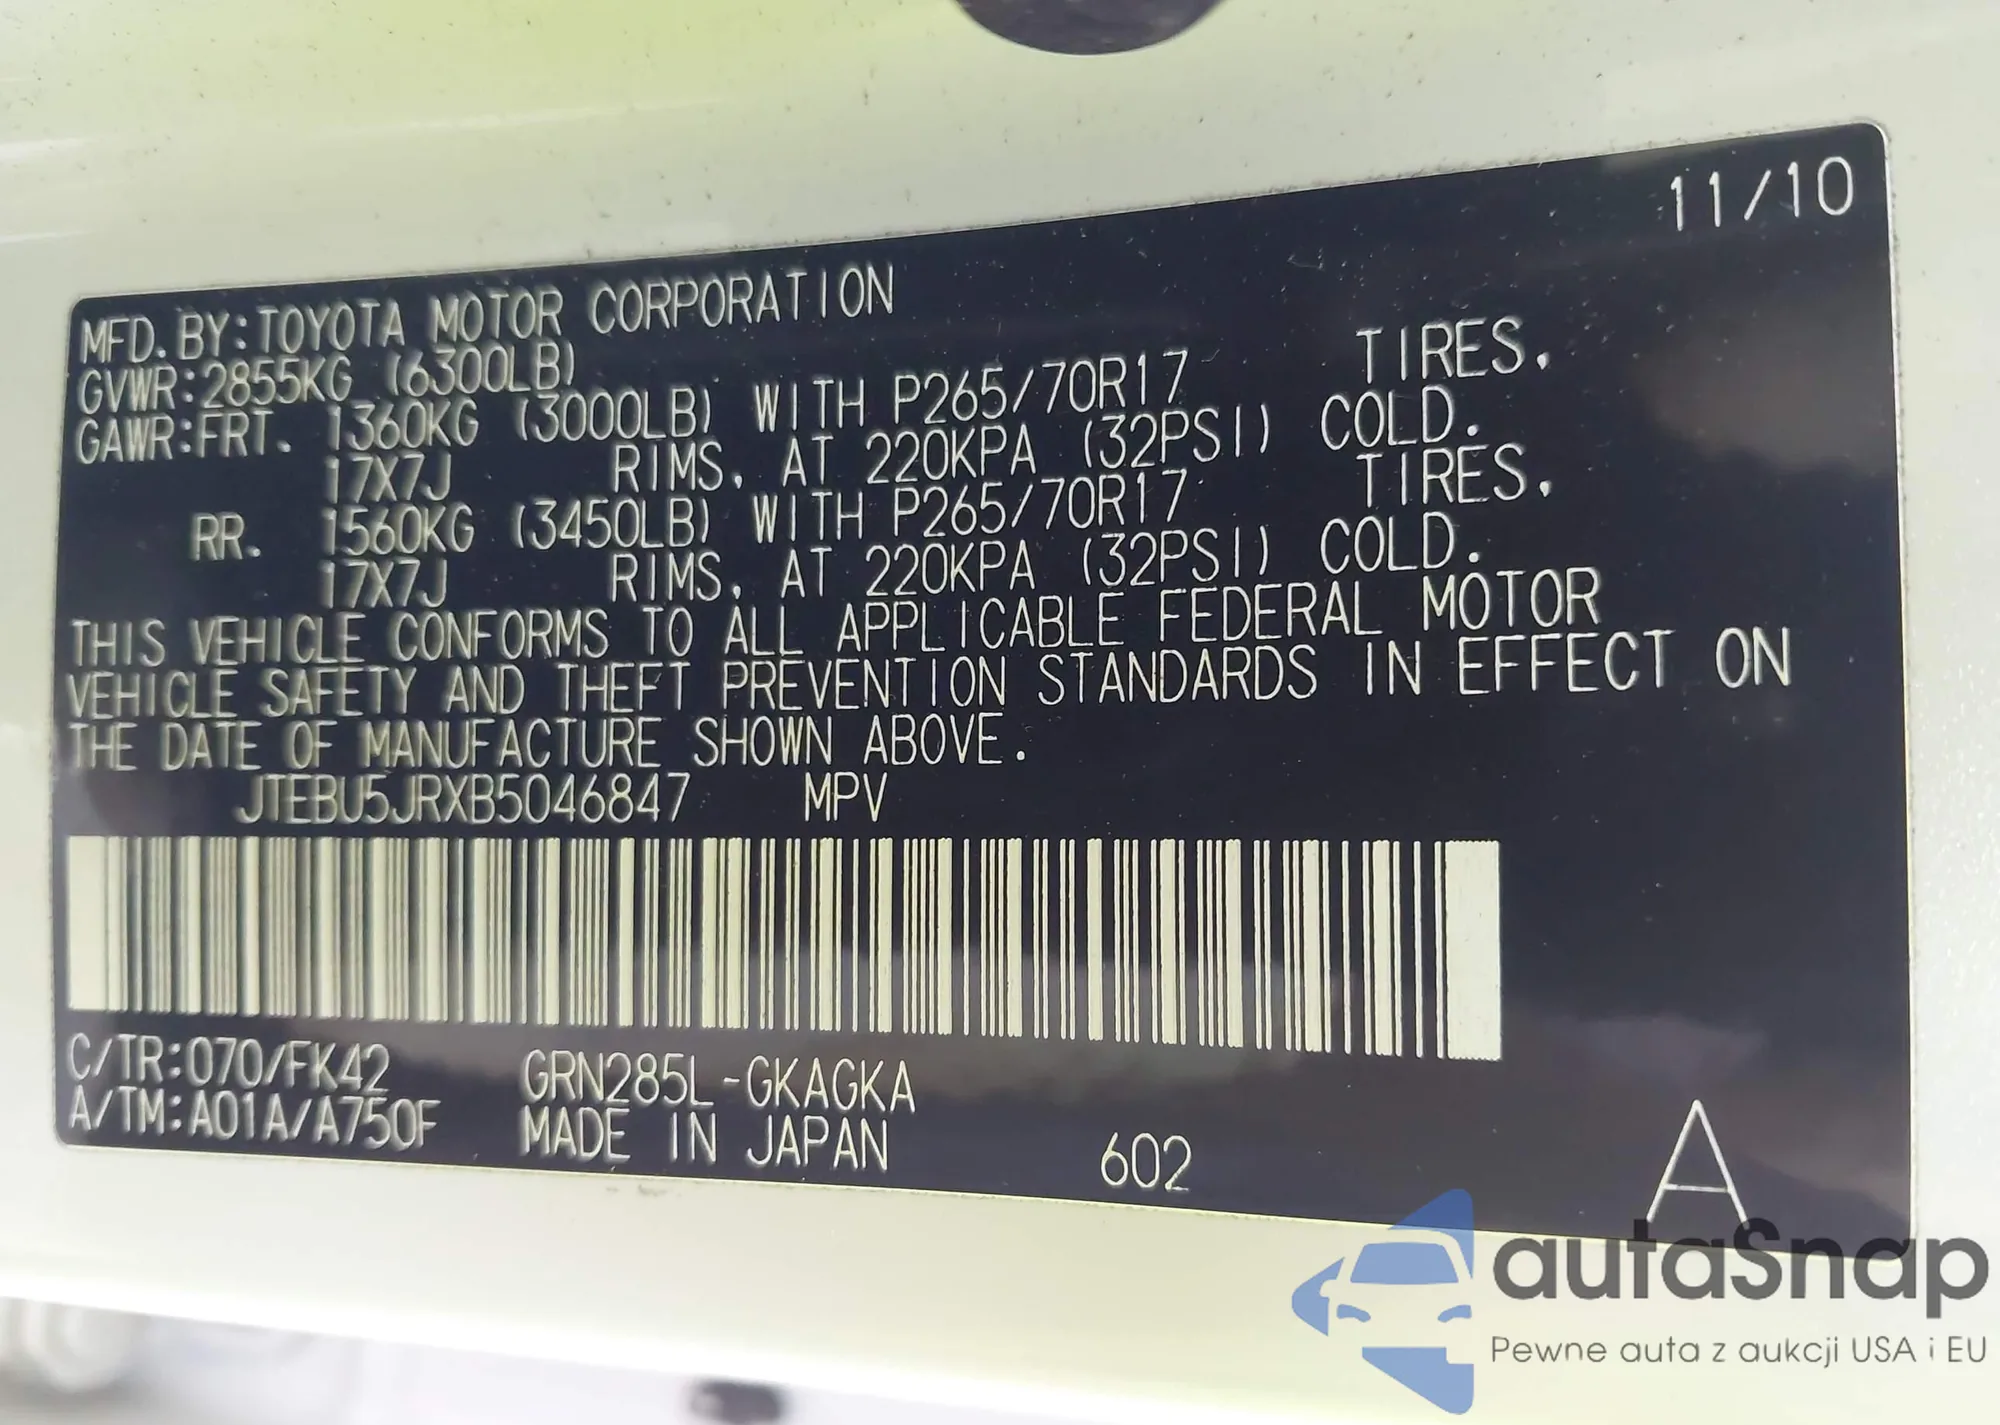 11/10
MFD. BY: TOYOTA MOTOR CORPORATION
GVWR: 2855KG (6300LB)
GAWR: FRT. 1360KG (3000LB) WITH P265/70R17 TIRES,
17X7J RIMS, AT 220KPA (32PSI) COLD.
RR. 1560KG (3450LB) WITH P265/70R17 TIRES,
17X7J RIMS, AT 220KPA (32PSI) COLD.
THIS VEHICLE CONFORMS TO ALL APPLICABLE FEDERAL MOTOR
VEHICLE SAFETY AND THEFT PREVENTION STANDARDS IN EFFECT ON
THE DATE OF MANUFACTURE SHOWN ABOVE.
JTEBU5JRXB5046847 MPV
C/TR: 070/FK42 GRN285L-GKAGKA
A/TM: A01A/A750F MADE IN JAPAN 602 A
autaSnap
Pewne auta z aukcji USA i EU